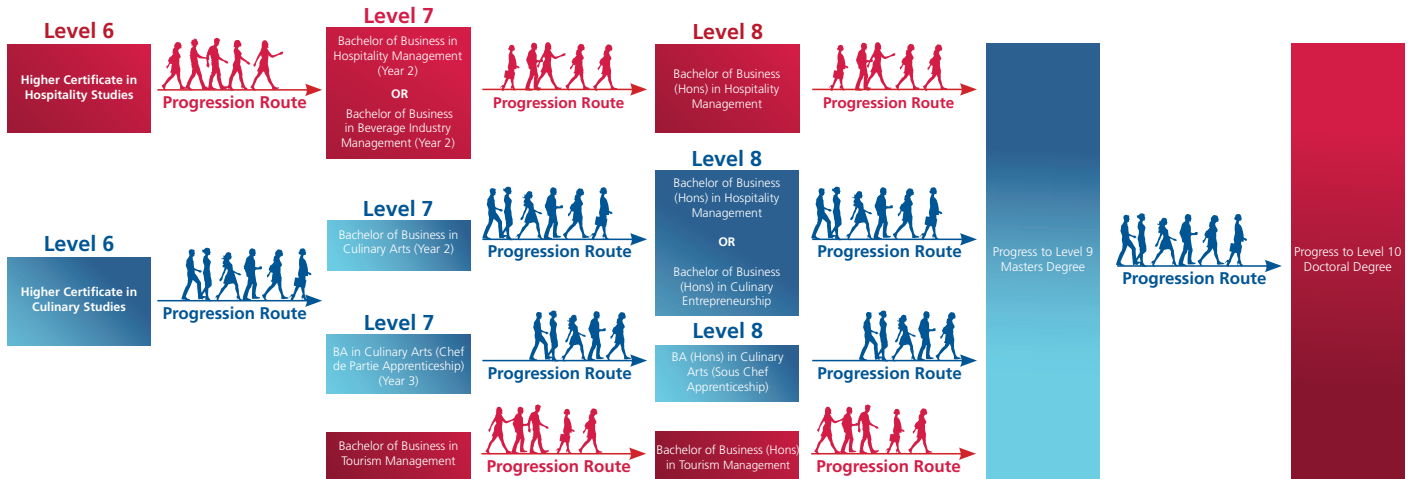 Level 6
Higher Certificate in
Hospitality Studies
Progression Route
Level 7
Bachelor of Business in
Hospitality Management
(Year 2)
OR
Bachelor of Business
in Beverage Industry
Management (Year 2)
Progression Route
Level 8
Bachelor of Business
(Hons) in Hospitality
Management
Progression Route
Level 6
Higher Certificate in
Culinary Studies
Progression Route
Level 7
Bachelor of Business in
Culinary Arts (Year 2)
Progression Route
Level 8
Bachelor of Business
(Hons) in Hospitality
Management
OR
Bachelor of Business
(Hons) in Culinary
Entrepreneurship
Progression Route
Level 7
BA in Culinary Arts (Chef
de Partie Apprenticeship)
(Year 3)
Progression Route
Level 8
BA (Hons) in Culinary
Arts (Sous Chef
Apprenticeship)
Progression Route
Bachelor of Business in
Tourism Management
Progression Route
Bachelor of Business (Hons)
in Tourism Management
Progression Route
Progress to Level 9
Masters Degree
Progression Route
Progress to Level 10
Doctoral Degree